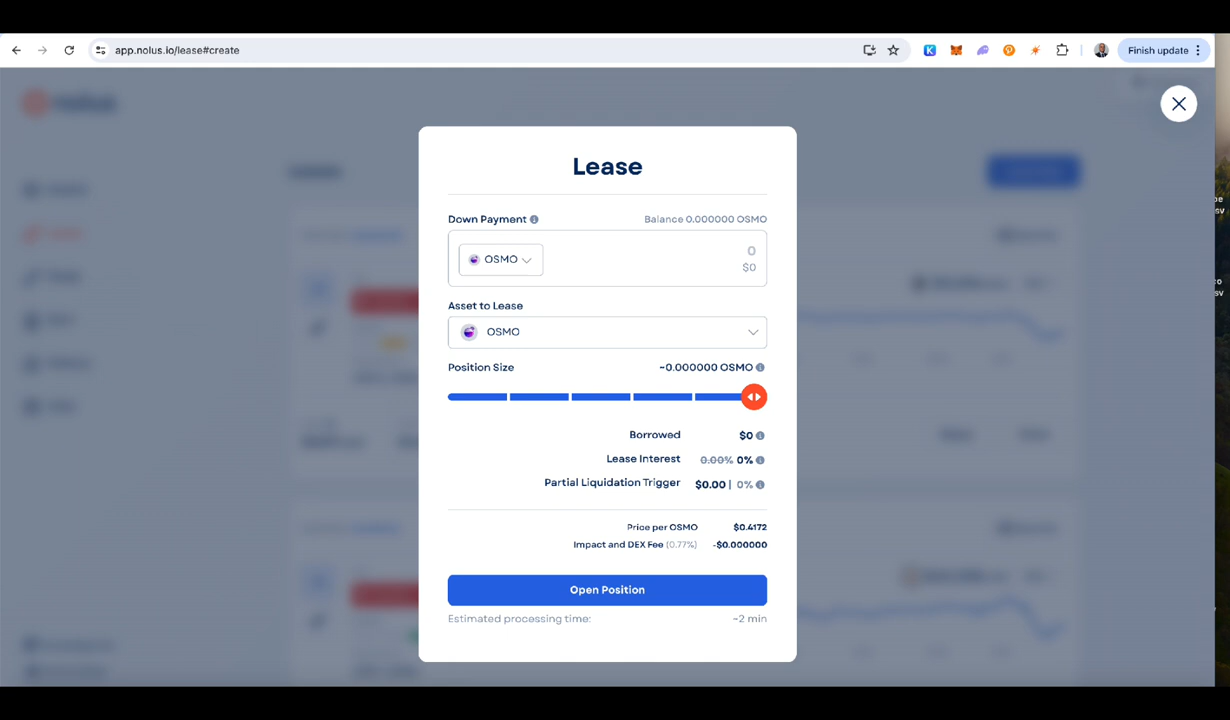 app.nolus.io/lease#create
Finish update
Lease
Down Payment
Balance 0.000000 OSMO
OSMO
0
$0
Asset to Lease
OSMO
Position Size
~0.000000 OSMO
Borrowed $0
Lease Interest 0.00% 0%
Partial Liquidation Trigger $0.00 | 0%
Price per OSMO $0.4172
Impact and DEX Fee (0.77%) -$0.000000
Open Position
Estimated processing time: ~2 min